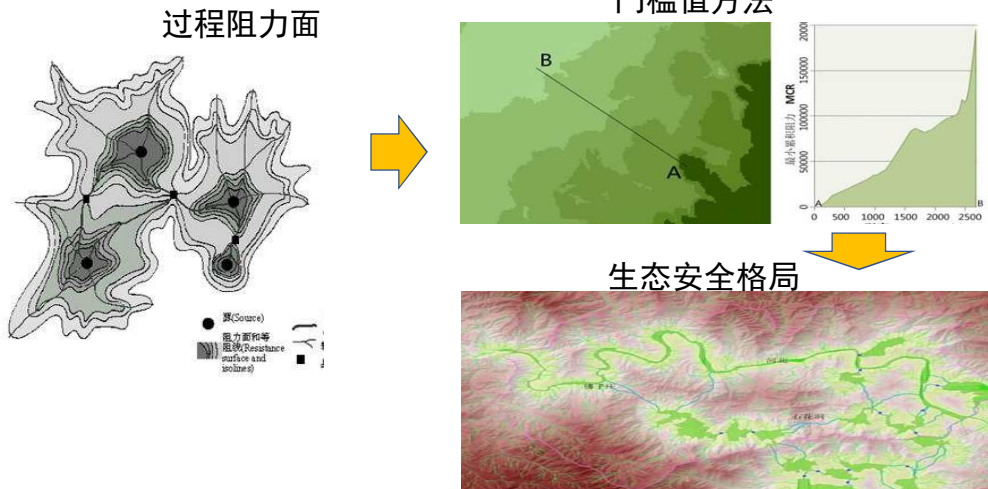 过程阻力面
门槛值方法
B
A
最小累积阻力 MCR
20000
150000
100000
50000
0
A
B
0 500 1000 1500 2000 2500
源(Source)
阻力面和等
阻线(Resistance
surface and
isolines)
生态安全格局